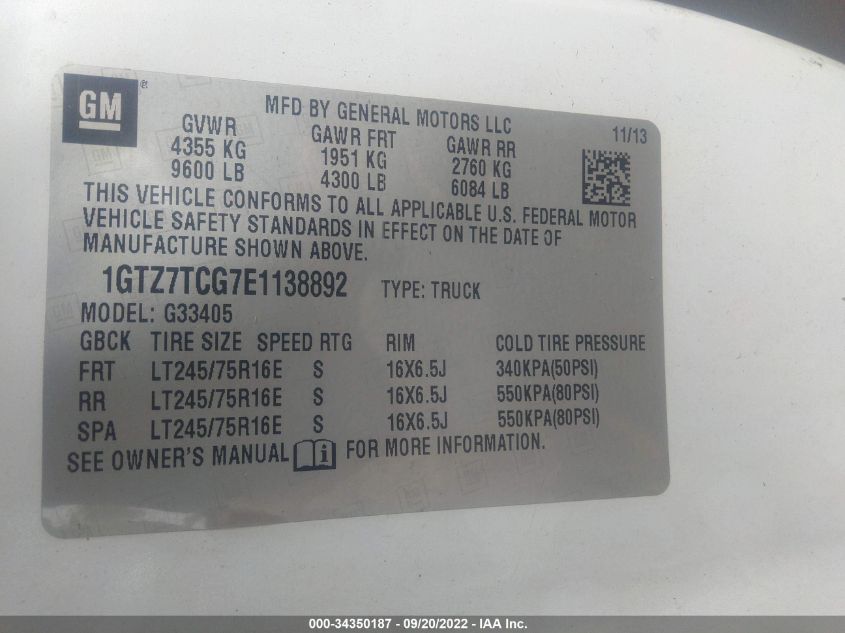 GM ®
MFD BY GENERAL MOTORS LLC 11/13
GVWR GAWR FRT GAWR RR
4355 KG 1951 KG 2760 KG
9600 LB 4300 LB 6084 LB
THIS VEHICLE CONFORMS TO ALL APPLICABLE U.S. FEDERAL MOTOR
VEHICLE SAFETY STANDARDS IN EFFECT ON THE DATE OF
MANUFACTURE SHOWN ABOVE.
1GTZ7TCG7E1138892 TYPE: TRUCK
MODEL: G33405
GBCK TIRE SIZE SPEED RTG RIM COLD TIRE PRESSURE
FRT LT245/75R16E S 16X6.5J 340KPA(50PSI)
RR LT245/75R16E S 16X6.5J 550KPA(80PSI)
SPA LT245/75R16E S 16X6.5J 550KPA(80PSI)
SEE OWNER'S MANUAL i FOR MORE INFORMATION.
000-34350187 - 09/20/2022 - IAA Inc.